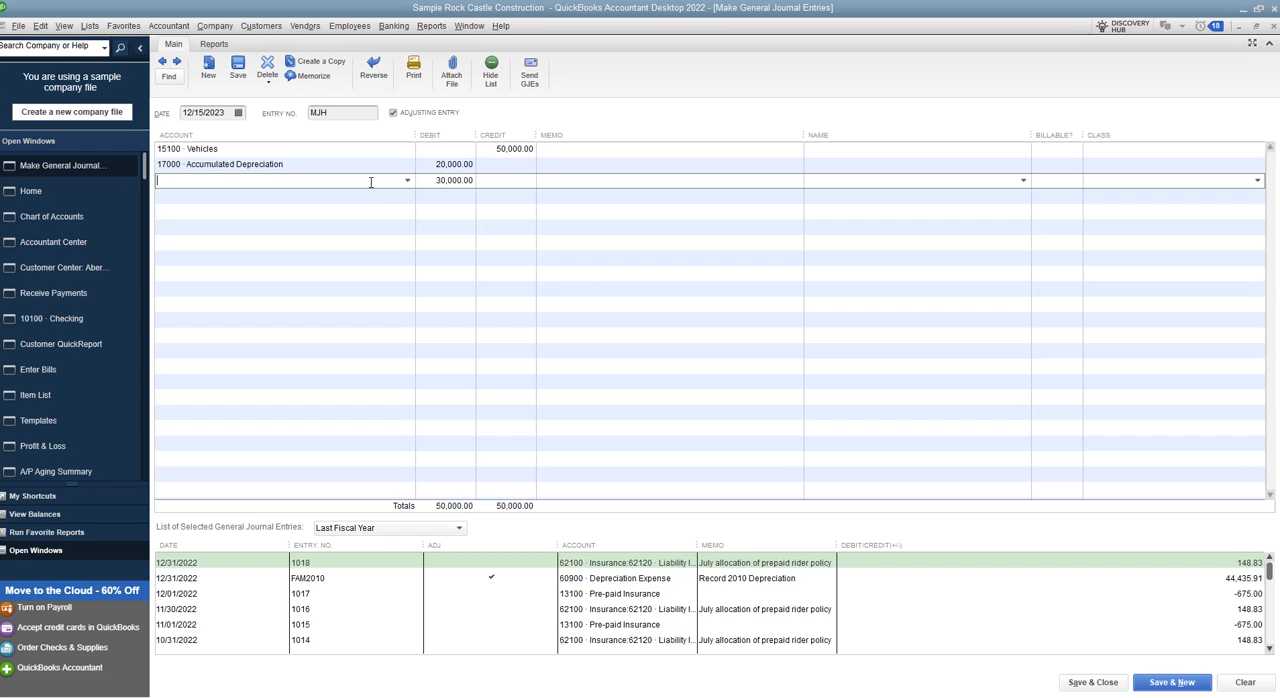 Sample Rock Castle Construction - QuickBooks Accountant Desktop 2022 - [Make General Journal Entries]
File Edit View Lists Favorites Accountant Company Customers Vendors Employees Banking Reports Window Help
DISCOVERY HUB 18
Search Company or Help
Main Reports
Find New Save Delete Create a Copy Memorize Reverse Print Attach File Hide List Send GJEs
You are using a sample company file
Create a new company file
Open Windows
Make General Journal...
Home
Chart of Accounts
Accountant Center
Customer Center: Aber...
Receive Payments
10100 · Checking
Customer QuickReport
Enter Bills
Item List
Templates
Profit & Loss
A/P Aging Summary
My Shortcuts
View Balances
Run Favorite Reports
Open Windows
Move to the Cloud - 60% Off
Turn on Payroll
Accept credit cards in QuickBooks
Order Checks & Supplies
QuickBooks Accountant
DATE 12/15/2023 ENTRY NO. MJH ADJUSTING ENTRY
ACCOUNT DEBIT CREDIT MEMO NAME BILLABLE? CLASS
15100 · Vehicles 50,000.00
17000 · Accumulated Depreciation 20,000.00
30,000.00
Totals 50,000.00 50,000.00
List of Selected General Journal Entries: Last Fiscal Year
DATE ENTRY. NO. ADJ ACCOUNT MEMO DEBIT/CREDIT(+/-)
12/31/2022 1018 62100 · Insurance:62120 · Liability I... July allocation of prepaid rider policy 148.83
12/31/2022 FAM2010 60900 · Depreciation Expense Record 2010 Depreciation 44,435.91
12/01/2022 1017 13100 · Pre-paid Insurance -675.00
11/30/2022 1016 62100 · Insurance:62120 · Liability I... July allocation of prepaid rider policy 148.83
11/01/2022 1015 13100 · Pre-paid Insurance -675.00
10/31/2022 1014 62100 · Insurance:62120 · Liability I... July allocation of prepaid rider policy 148.83
Save & Close Save & New Clear